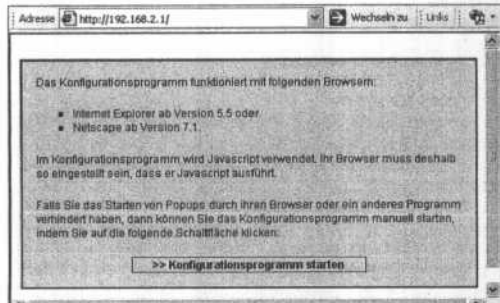 Adresse http://192.168.2.1/ Wechseln zu Links
Das Konfigurationsprogramm funktioniert mit folgenden Browsern:
Internet Explorer ab Version 5.5 oder
Netscape ab Version 7.1.
Im Konfigurationsprogramm wird Javascript verwendet. Ihr Browser muss deshalb
so eingestellt sein, dass er Javascript ausführt.
Falls Sie das Starten von Popups durch ihren Browser oder ein anderes Programm
verhindert haben, dann können Sie das Konfigurationsprogramm manuell starten,
indem Sie auf die folgende Schaltfläche klicken:
>> Konfigurationsprogramm starten